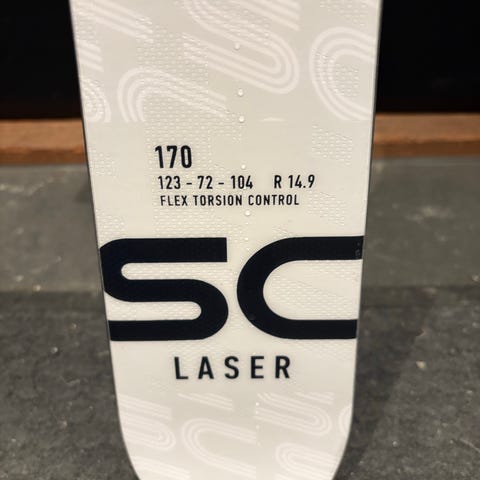 170
123 - 72 - 104 R 14.9
FLEX TORSION CONTROL
SC
LASER